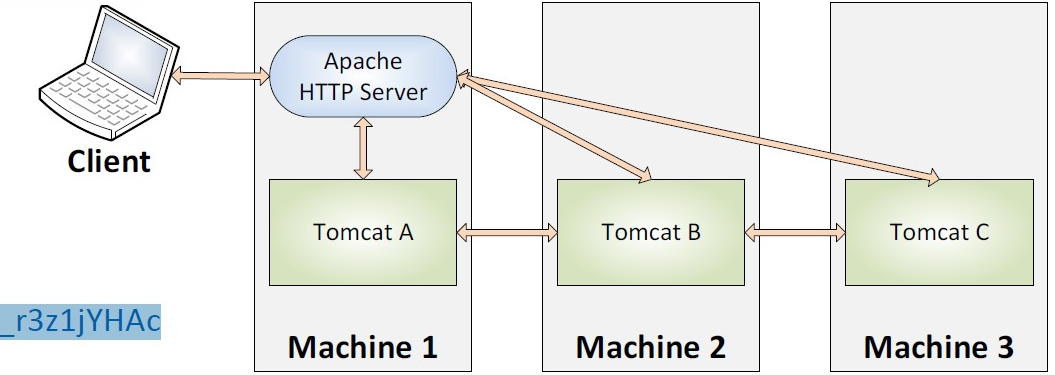 Apache
HTTP Server
Client
Tomcat A
Tomcat B
Tomcat C
_r3z1jYHAc
Machine 1
Machine 2
Machine 3